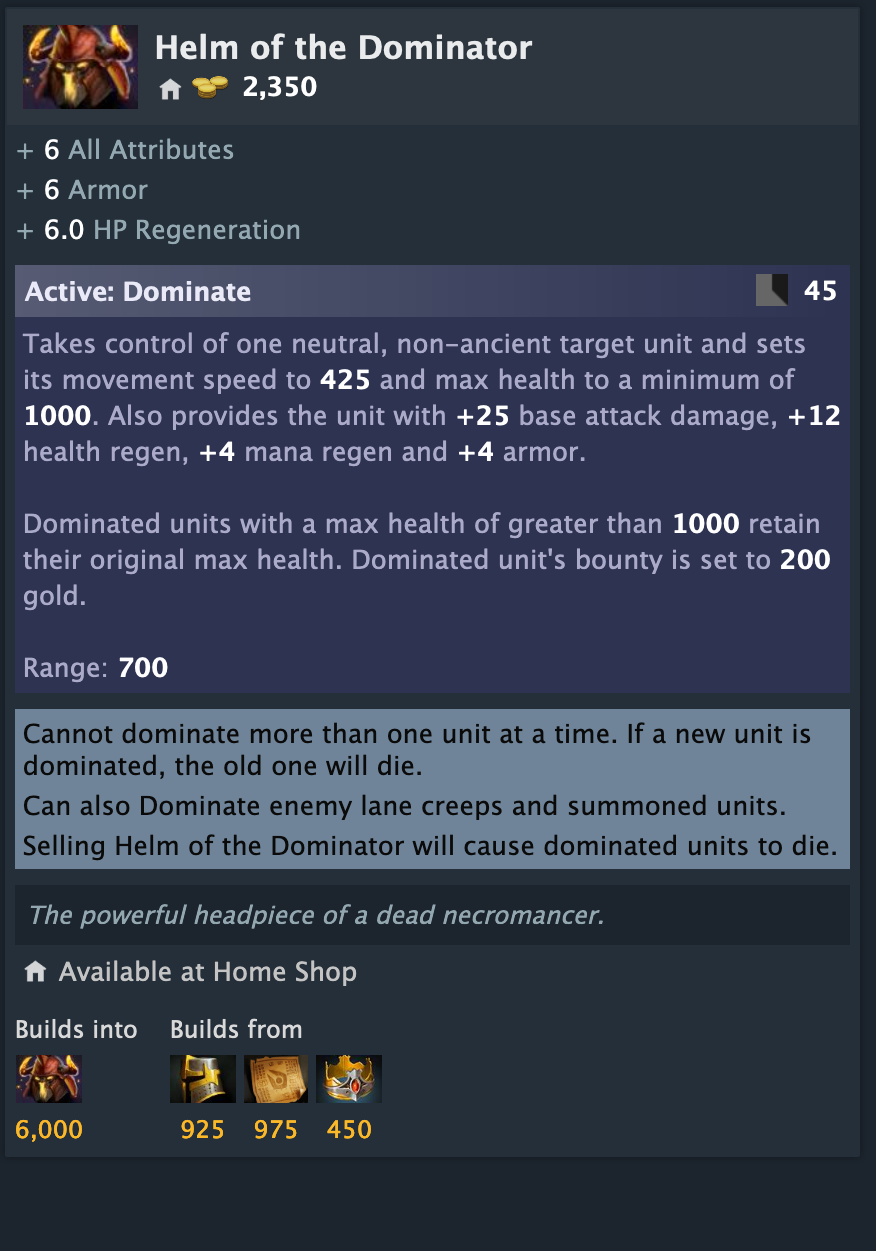 Helm of the Dominator
2,350
+ 6 All Attributes
+ 6 Armor
+ 6.0 HP Regeneration
Active: Dominate 45
Takes control of one neutral, non-ancient target unit and sets
its movement speed to 425 and max health to a minimum of
1000. Also provides the unit with +25 base attack damage, +12
health regen, +4 mana regen and +4 armor.
Dominated units with a max health of greater than 1000 retain
their original max health. Dominated unit's bounty is set to 200
gold.
Range: 700
Cannot dominate more than one unit at a time. If a new unit is
dominated, the old one will die.
Can also Dominate enemy lane creeps and summoned units.
Selling Helm of the Dominator will cause dominated units to die.
The powerful headpiece of a dead necromancer.
Available at Home Shop
Builds into Builds from
6,000 925 975 450